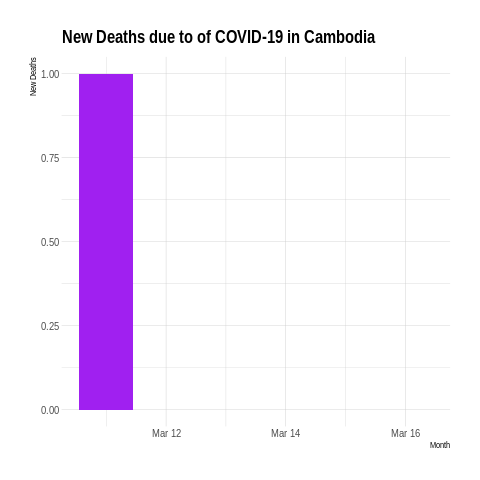 New Deaths due to of COVID-19 in Cambodia
New Deaths
1.00
0.75
0.50
0.25
0.00
Mar 12 Mar 14 Mar 16
Month